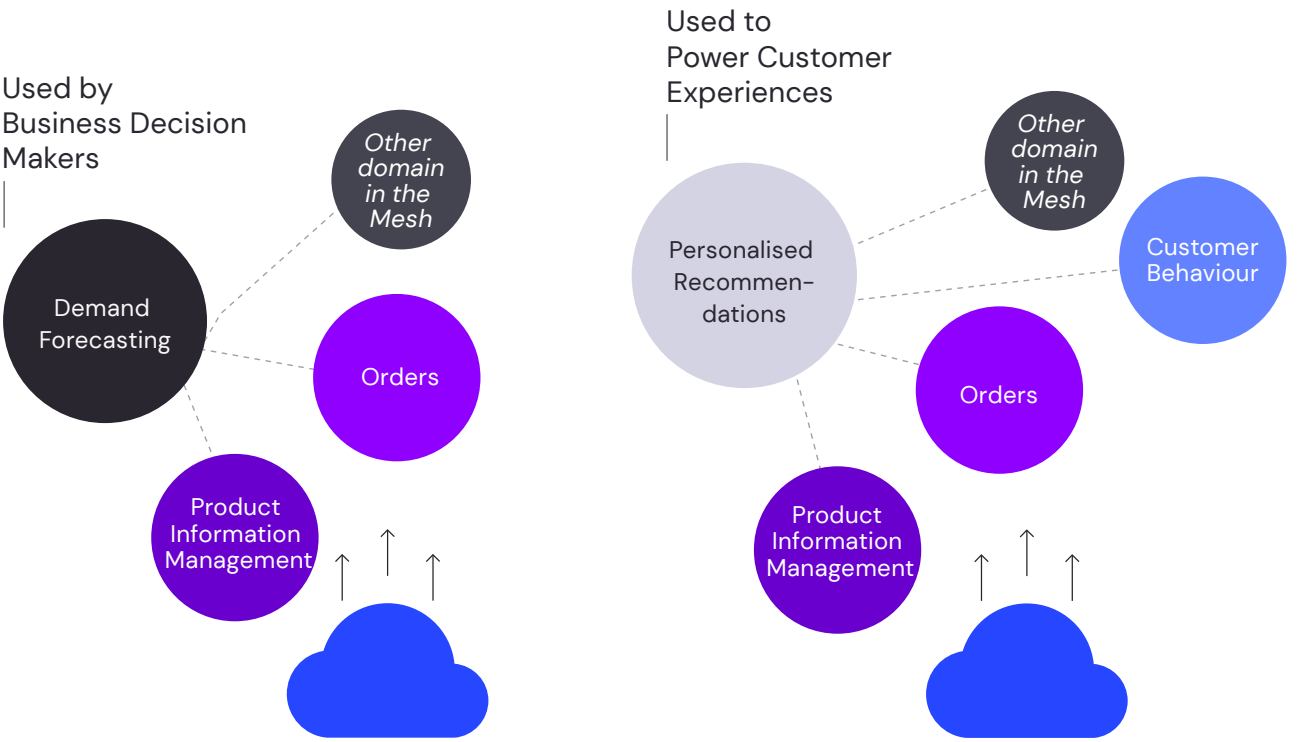 Used by
Business Decision
Makers
Other
domain
in the
Mesh
Demand
Forecasting
Orders
Product
Information
Management
Used to
Power Customer
Experiences
Other
domain
in the
Mesh
Customer
Behaviour
Personalised
Recommen-
dations
Orders
Product
Information
Management